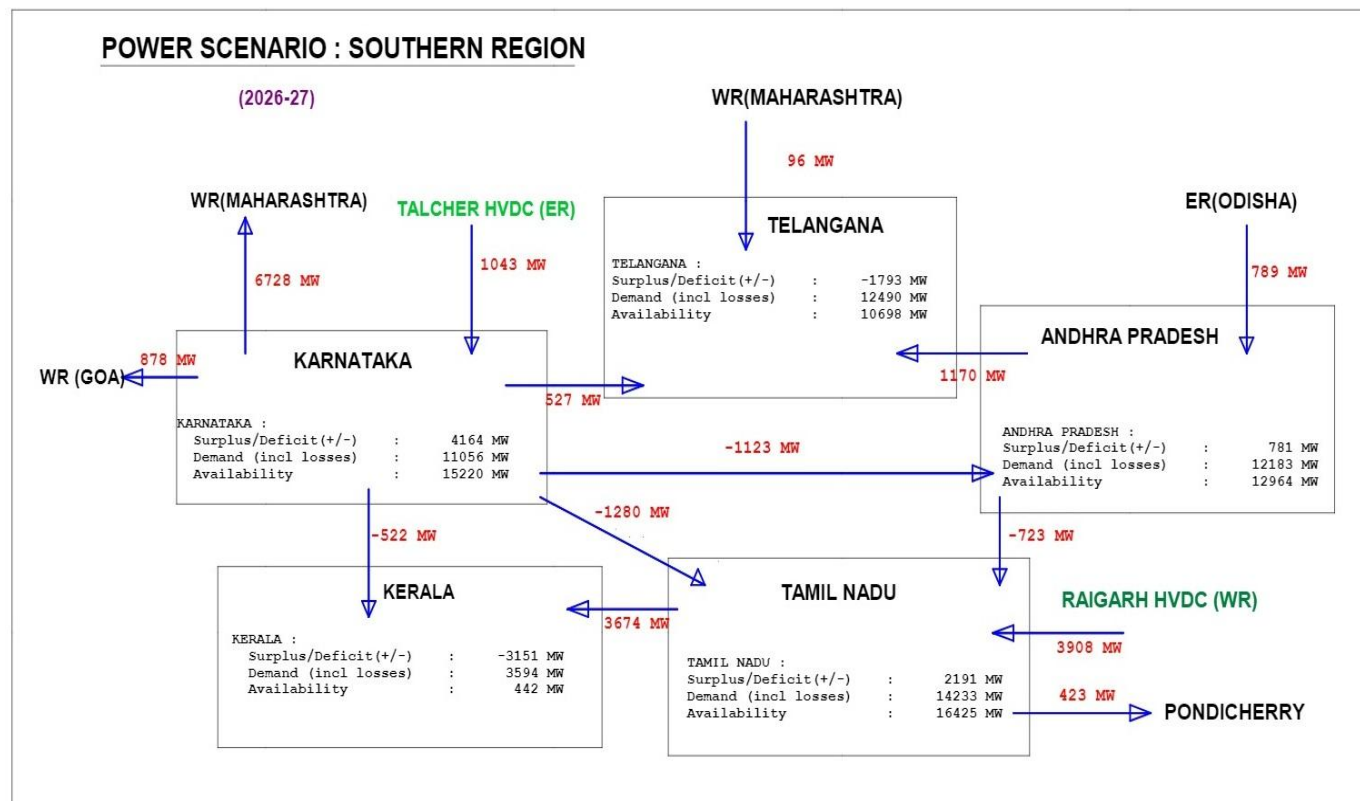 POWER SCENARIO : SOUTHERN REGION
(2026-27)
WR(MAHARASHTRA)
96 MW
WR(MAHARASHTRA)
TALCHER HVDC (ER)
ER(ODISHA)
6728 MW
1043 MW
789 MW
TELANGANA
TELANGANA :
Surplus/Deficit(+/-) : -1793 MW
Demand (incl losses) : 12490 MW
Availability : 10698 MW
878 MW
WR (GOA)
KARNATAKA
527 MW
1170 MW
ANDHRA PRADESH
KARNATAKA :
Surplus/Deficit(+/-) : 4164 MW
Demand (incl losses) : 11056 MW
Availability : 15220 MW
-1123 MW
ANDHRA PRADESH :
Surplus/Deficit(+/-) : 781 MW
Demand (incl losses) : 12183 MW
Availability : 12964 MW
-522 MW
-1280 MW
-723 MW
KERALA
3674 MW
TAMIL NADU
RAIGARH HVDC (WR)
3908 MW
KERALA :
Surplus/Deficit(+/-) : -3151 MW
Demand (incl losses) : 3594 MW
Availability : 442 MW
TAMIL NADU :
Surplus/Deficit(+/-) : 2191 MW
Demand (incl losses) : 14233 MW
Availability : 16425 MW
423 MW
PONDICHERRY